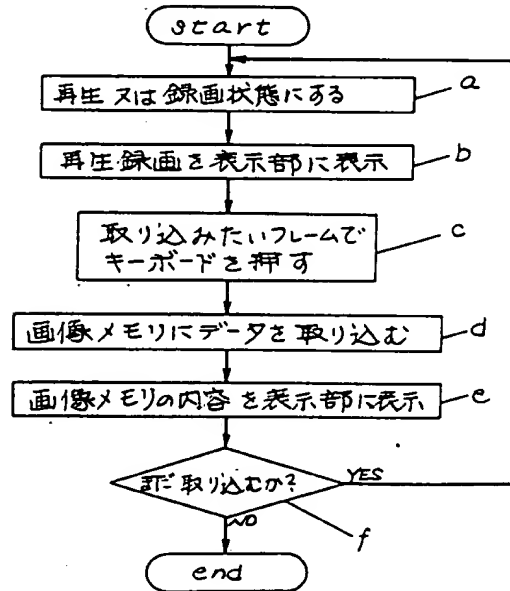 start
再生又は録画状態にする
a
再生録画を表示部に表示
b
取り込みたいフレームで
キーボードを押す
c
画像メモリにデータを取り込む
d
画像メモリの内容を表示部に表示
e
まだ取り込むか?
YES
NO
f
end